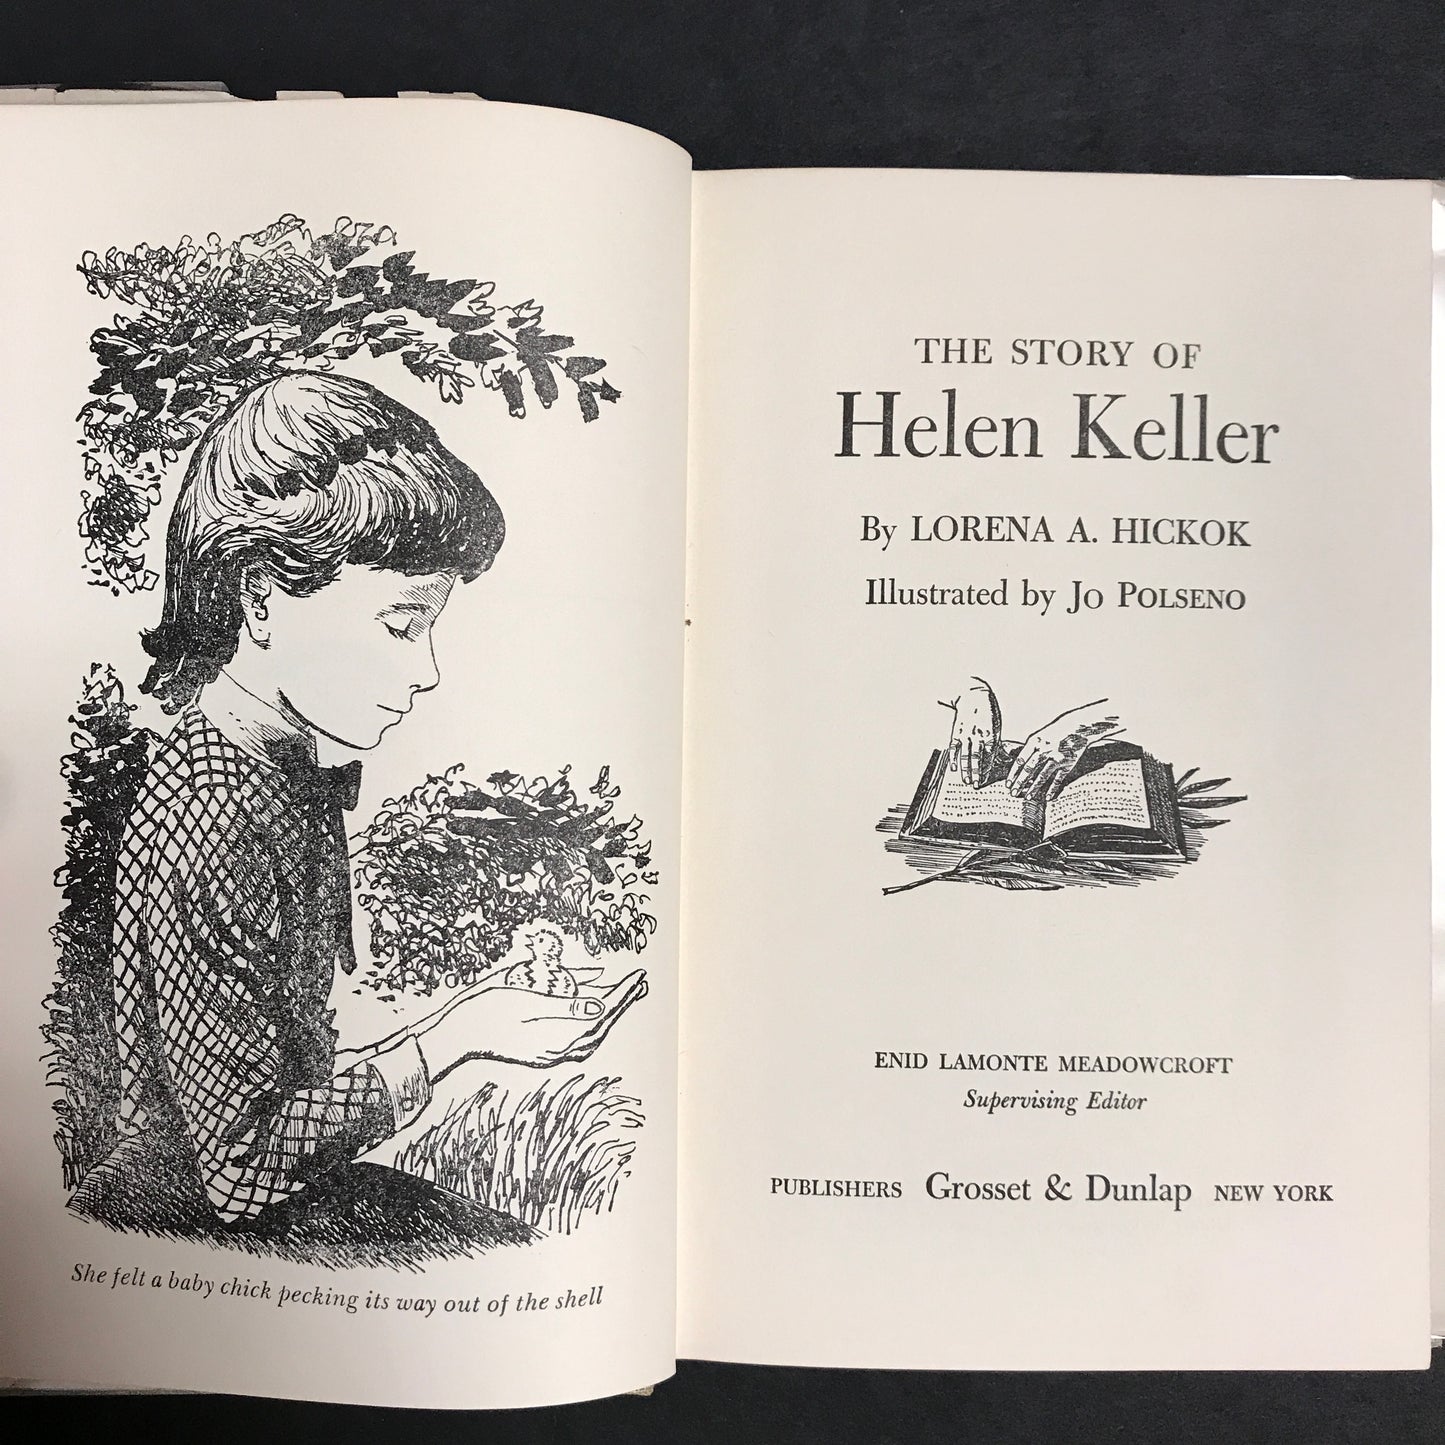 She felt a baby chick pecking its way out of the shell
THE STORY OF
Helen Keller
By LORENA A. HICKOK
Illustrated by JO POLSENO
ENID LAMONTE MEADOWCROFT
Supervising Editor
PUBLISHERS Grosset & Dunlap NEW YORK